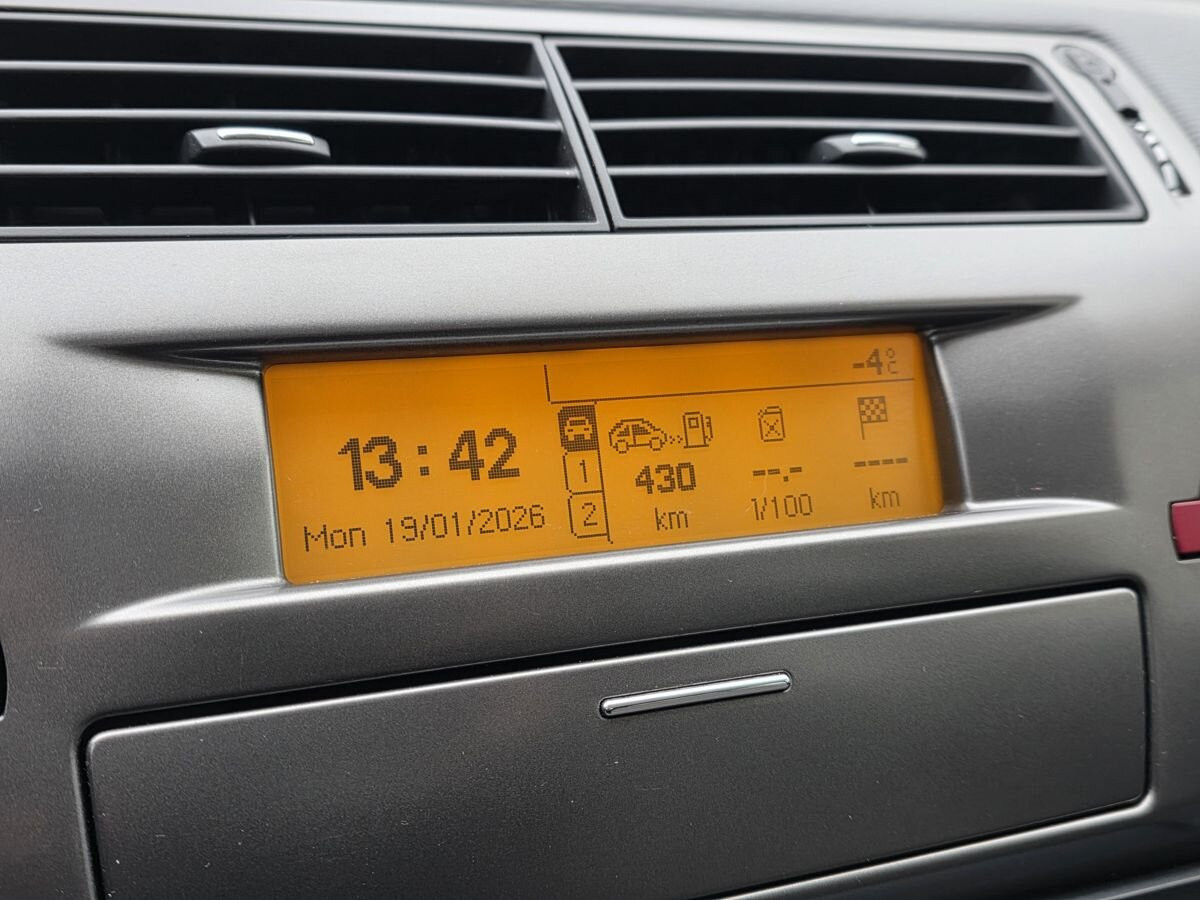 -4°C
13:42
Mon 19/01/2026
1
2
430
km
--.-
l/100
----
km